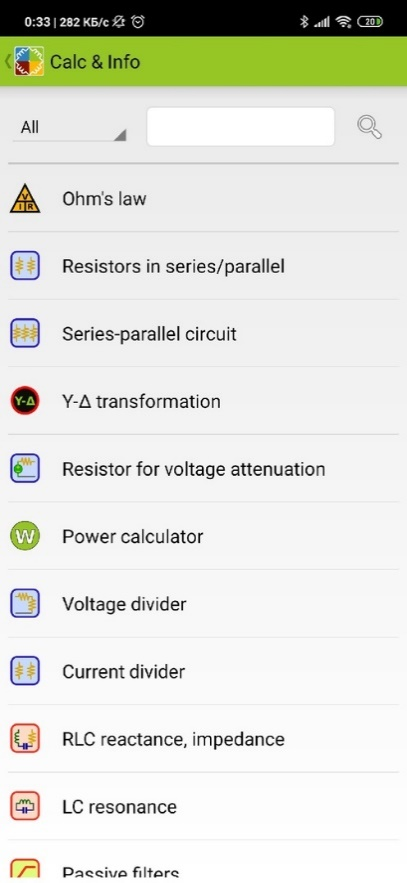 0:33 | 282 КБ/с 20
Calc & Info
All
Ohm's law
Resistors in series/parallel
Series-parallel circuit
Y-Δ Y-Δ transformation
Resistor for voltage attenuation
W Power calculator
Voltage divider
Current divider
RLC reactance, impedance
LC resonance
Passive filters